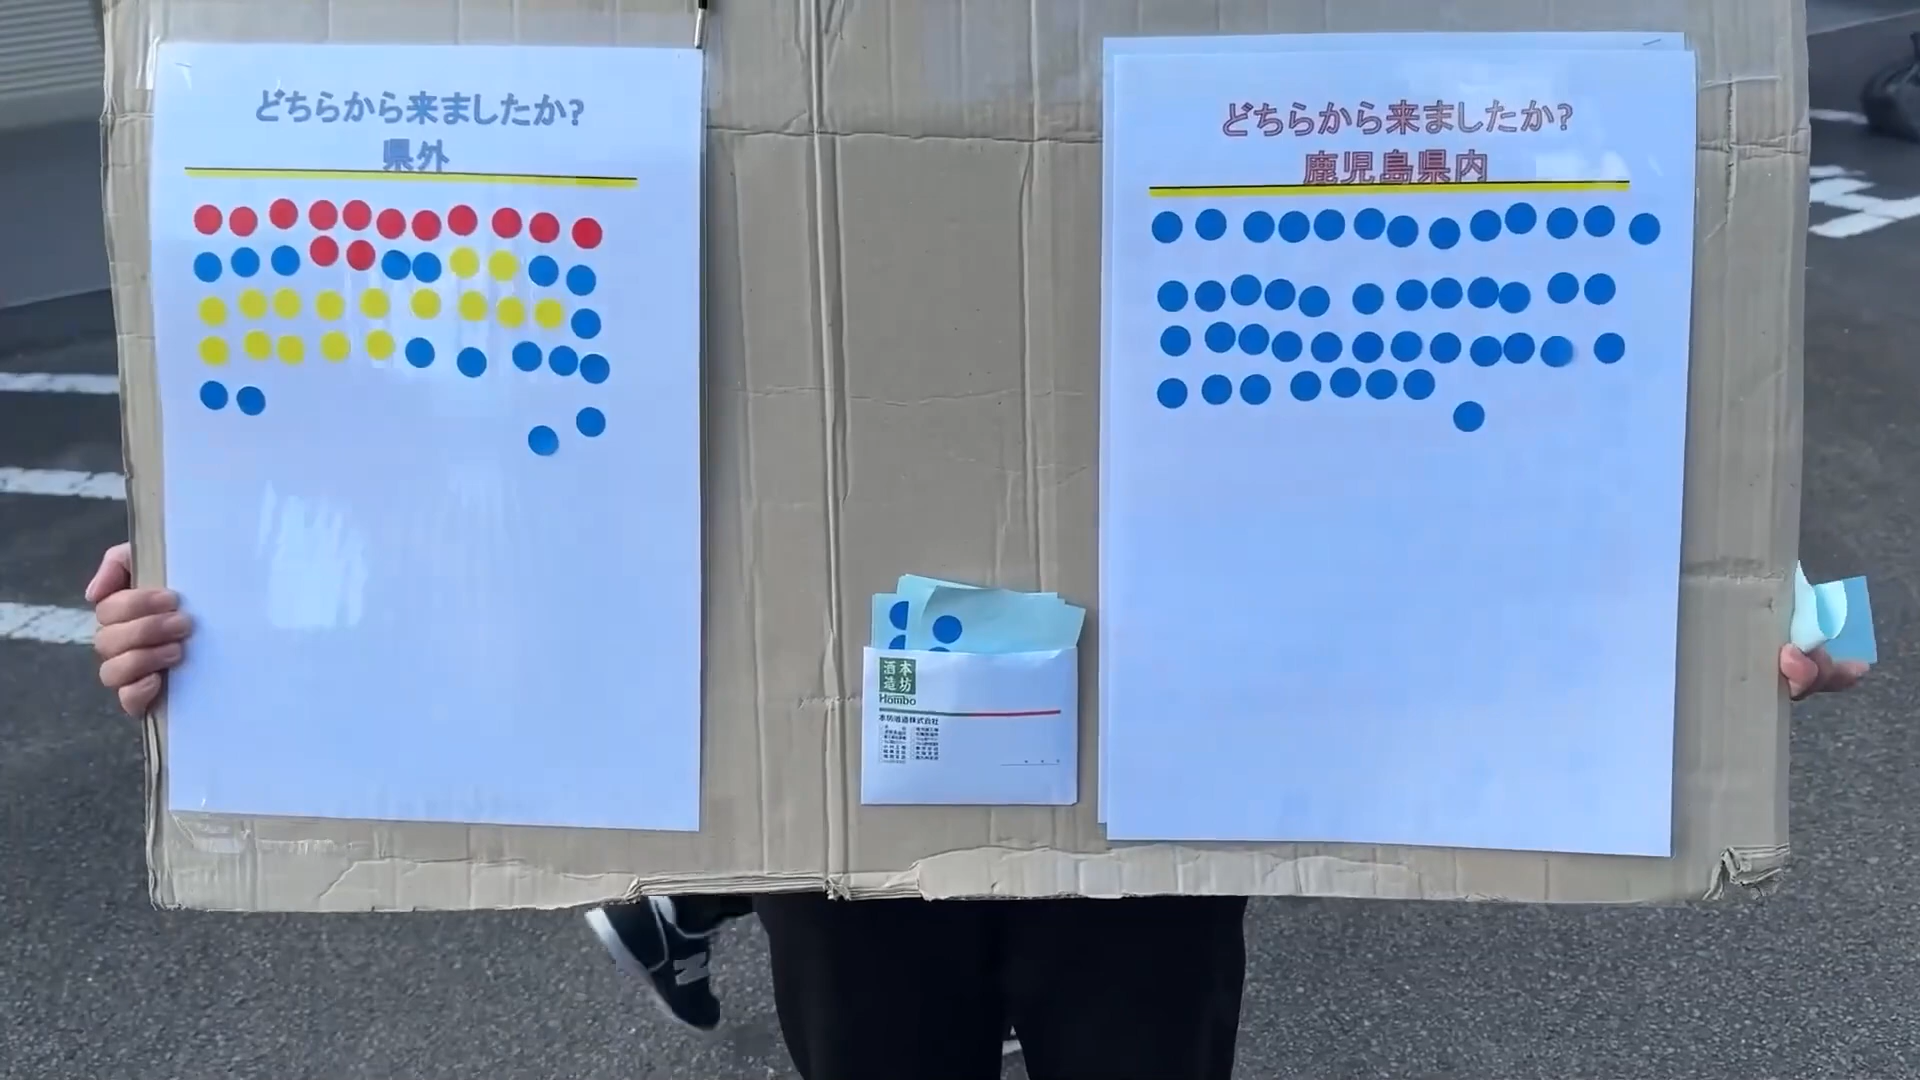 どちらから来ましたか?
県外
どちらから来ましたか?
鹿児島県内
本坊
酒造
Hombo
本坊酒造株式会社